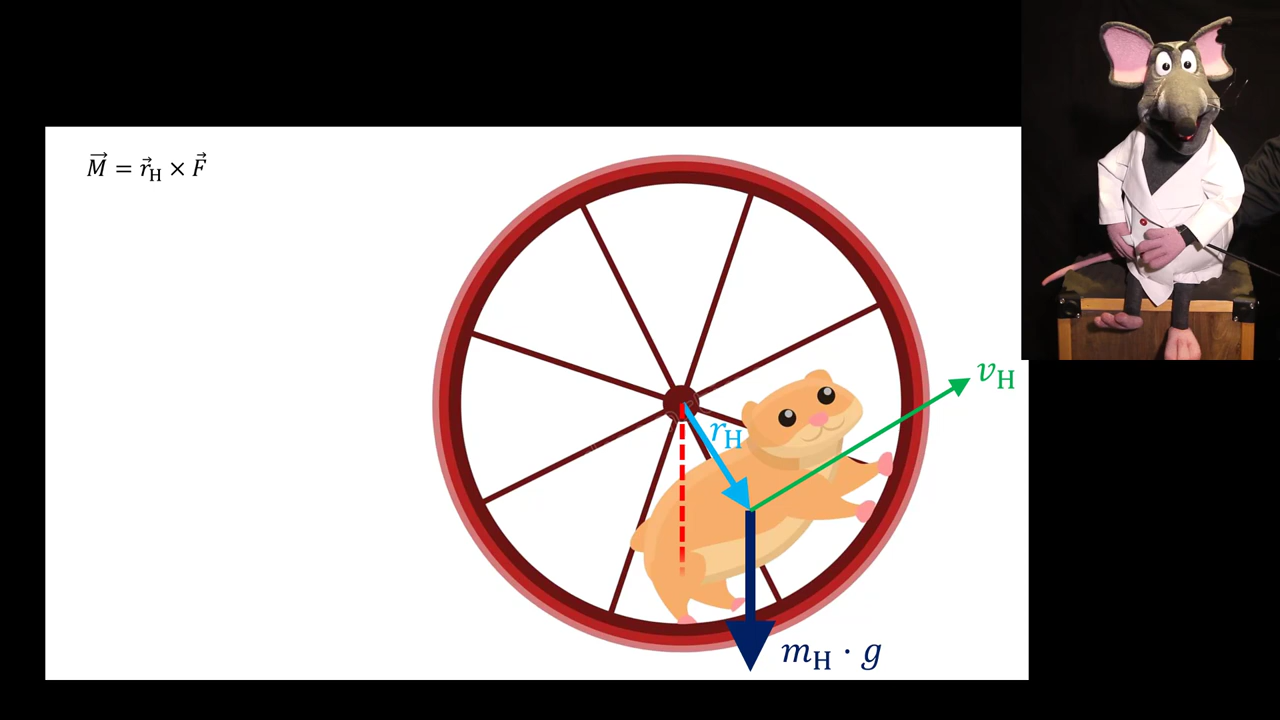 M⃗ = r⃗_H × F⃗
v_H
r_H
m_H · g